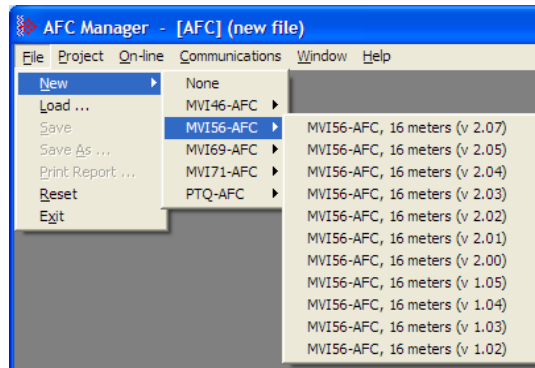 AFC Manager - [AFC] (new file)
File Project On-line Communications Window Help
New
Load ...
Save
Save As ...
Print Report ...
Reset
Exit
None
MVI46-AFC
MVI56-AFC
MVI69-AFC
MVI71-AFC
PTQ-AFC
MVI56-AFC, 16 meters (v 2.07)
MVI56-AFC, 16 meters (v 2.05)
MVI56-AFC, 16 meters (v 2.04)
MVI56-AFC, 16 meters (v 2.03)
MVI56-AFC, 16 meters (v 2.02)
MVI56-AFC, 16 meters (v 2.01)
MVI56-AFC, 16 meters (v 2.00)
MVI56-AFC, 16 meters (v 1.05)
MVI56-AFC, 16 meters (v 1.04)
MVI56-AFC, 16 meters (v 1.03)
MVI56-AFC, 16 meters (v 1.02)